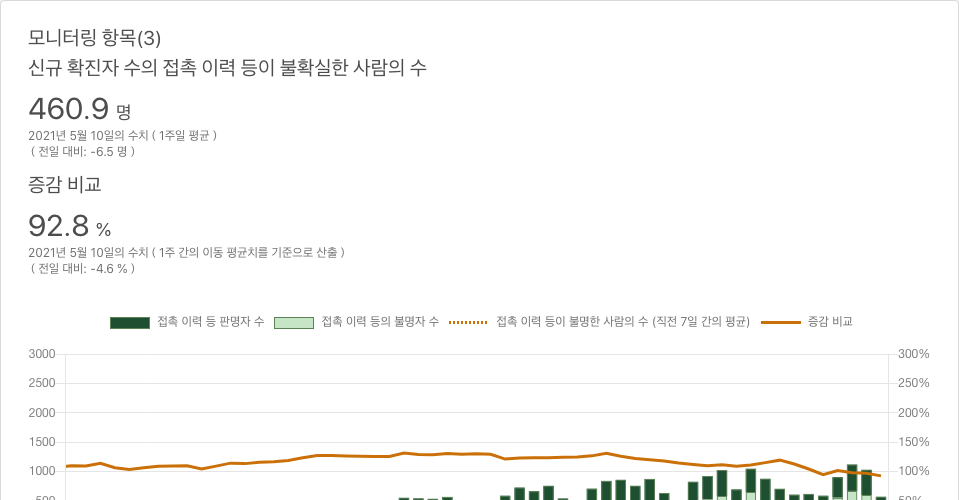 모니터링 항목(3)
신규 확진자 수의 접촉 이력 등이 불확실한 사람의 수
460.9 명
2021년 5월 10일의 수치 ( 1주일 평균 )
( 전일 대비: -6.5 명 )
증감 비교
92.8 %
2021년 5월 10일의 수치 ( 1주 간의 이동 평균치를 기준으로 산출 )
( 전일 대비: -4.6 % )
접촉 이력 등 판명자 수 접촉 이력 등의 불명자 수 접촉 이력 등이 불명한 사람의 수 (직전 7일 간의 평균) 증감 비교
3000 300%
2500 250%
2000 200%
1500 150%
1000 100%
500 50%